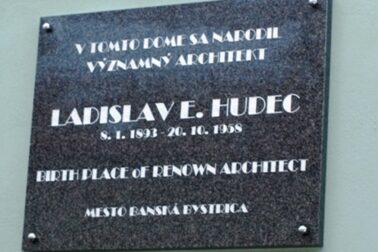 V TOMTO DOME SA NARODIL
VÝZNAMNÝ ARCHITEKT
LADISLAV E. HUDEC
8. 1. 1893 - 20. 10. 1958
BIRTH PLACE oF RENOWN ARCHITECT
MESTO BANSKÁ BYSTRICA